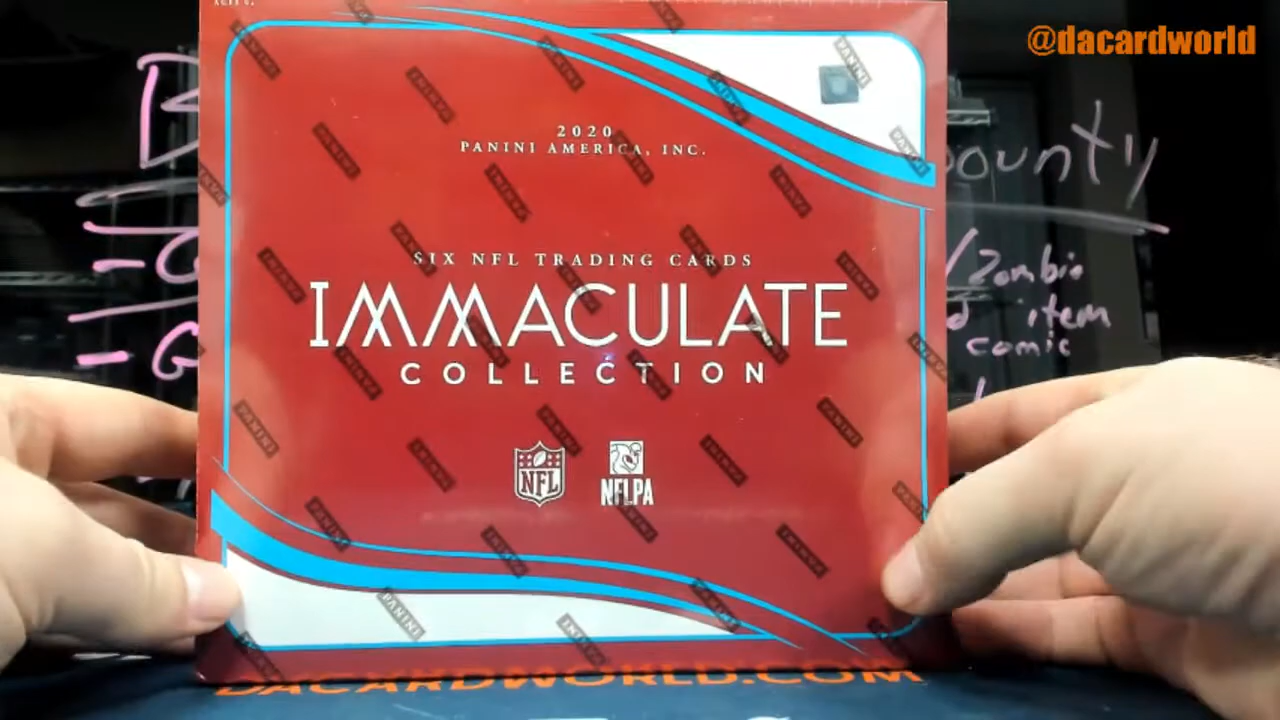 @dacardworld
2020
PANINI AMERICA, INC.
SIX NFL TRADING CARDS
IMMACULATE
COLLECTION
NFL
NFLPA
PANINI
ounty
/Zombie
item
comic
DACARDWORLD.COM